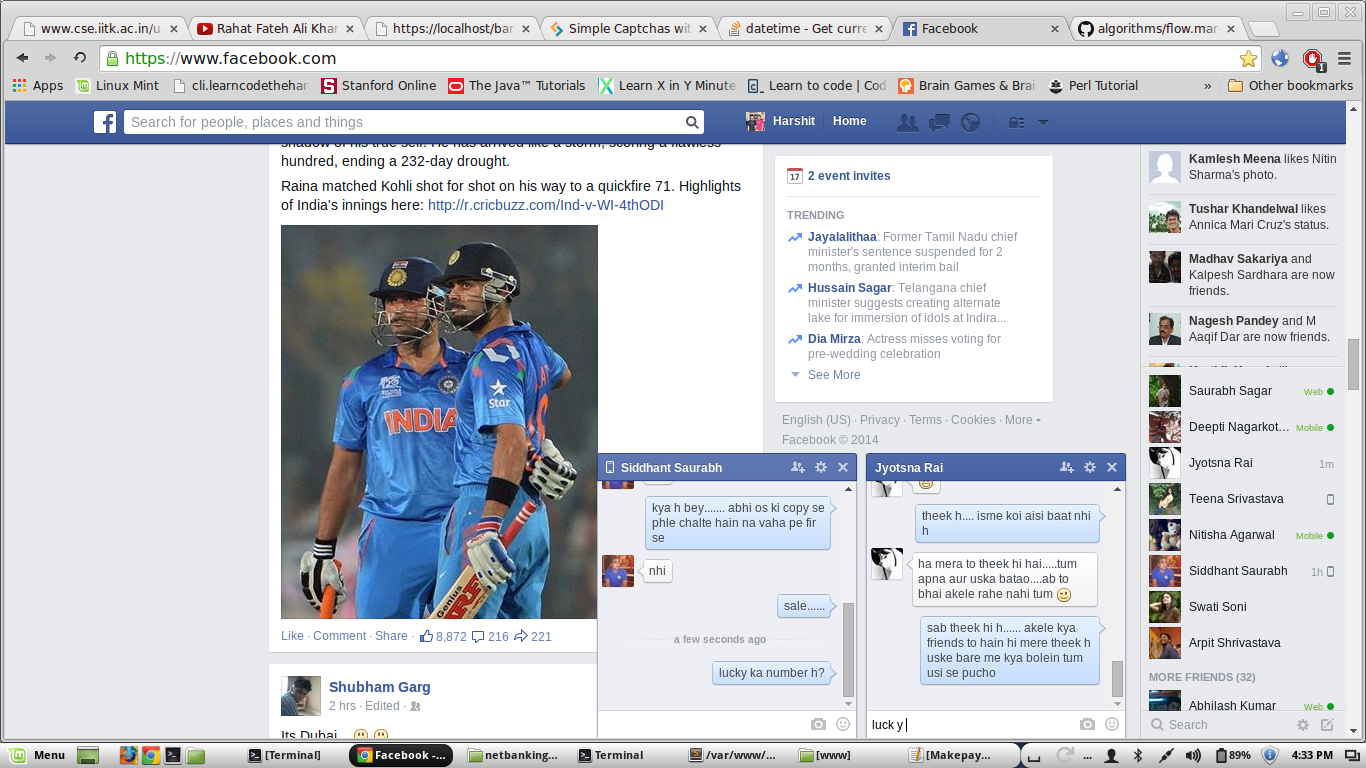 www.cse.iitk.ac.in/u
Rahat Fateh Ali Khan
https://localhost/bar
Simple Captchas wit
datetime - Get curre
Facebook
algorithms/flow.mar
https://www.facebook.com
1
Apps
Linux Mint
cli.learncodethehar
Stanford Online
The Java™ Tutorials
Learn X in Y Minute
Learn to code | Cod
Brain Games & Brai
Perl Tutorial
»
Other bookmarks
Search for people, places and things
Harshit
Home
shadow of his true self. He has arrived like a storm, scoring a flawless
hundred, ending a 232-day drought.
Raina matched Kohli shot for shot on his way to a quickfire 71. Highlights
of India's innings here: http://r.cricbuzz.com/Ind-v-WI-4thODI
INDIA
Star
Genius
MRF
Like · Comment · Share · 8,872 216 221
Shubham Garg
2 hrs · Edited ·
Its Dubai...
17 2 event invites
TRENDING
Jayalalithaa: Former Tamil Nadu chief
minister's sentence suspended for 2
months, granted interim bail
Hussain Sagar: Telangana chief
minister suggests creating alternate
lake for immersion of idols at Indira...
Dia Mirza: Actress misses voting for
pre-wedding celebration
See More
English (US) · Privacy · Terms · Cookies · More
Facebook © 2014
Siddhant Saurabh
kya h bey....... abhi os ki copy se
phle chalte hain na vaha pe fir
se
nhi
sale......
a few seconds ago
lucky ka number h?
Jyotsna Rai
theek h.... isme koi aisi baat nhi
h
ha mera to theek hi hai.....tum
apna aur uska batao....ab to
bhai akele rahe nahi tum
sab theek hi h...... akele kya
friends to hain hi mere theek h
uske bare me kya bolein tum
usi se pucho
luck y
Kamlesh Meena likes Nitin
Sharma's photo.
Tushar Khandelwal likes
Annica Mari Cruz's status.
Madhav Sakariya and
Kalpesh Sardhara are now
friends.
Nagesh Pandey and M
Aaqif Dar are now friends.
Saurabh Sagar Web
Deepti Nagarkot... Mobile
Jyotsna Rai 1m
Teena Srivastava
Nitisha Agarwal Mobile
Siddhant Saurabh 1h
Swati Soni
Arpit Shrivastava
MORE FRIENDS (32)
Abhilash Kumar Web
Search
Menu
[Terminal]
Facebook -...
netbanking...
Terminal
/var/www/...
[www]
[Makepay...
...
89%
4:33 PM